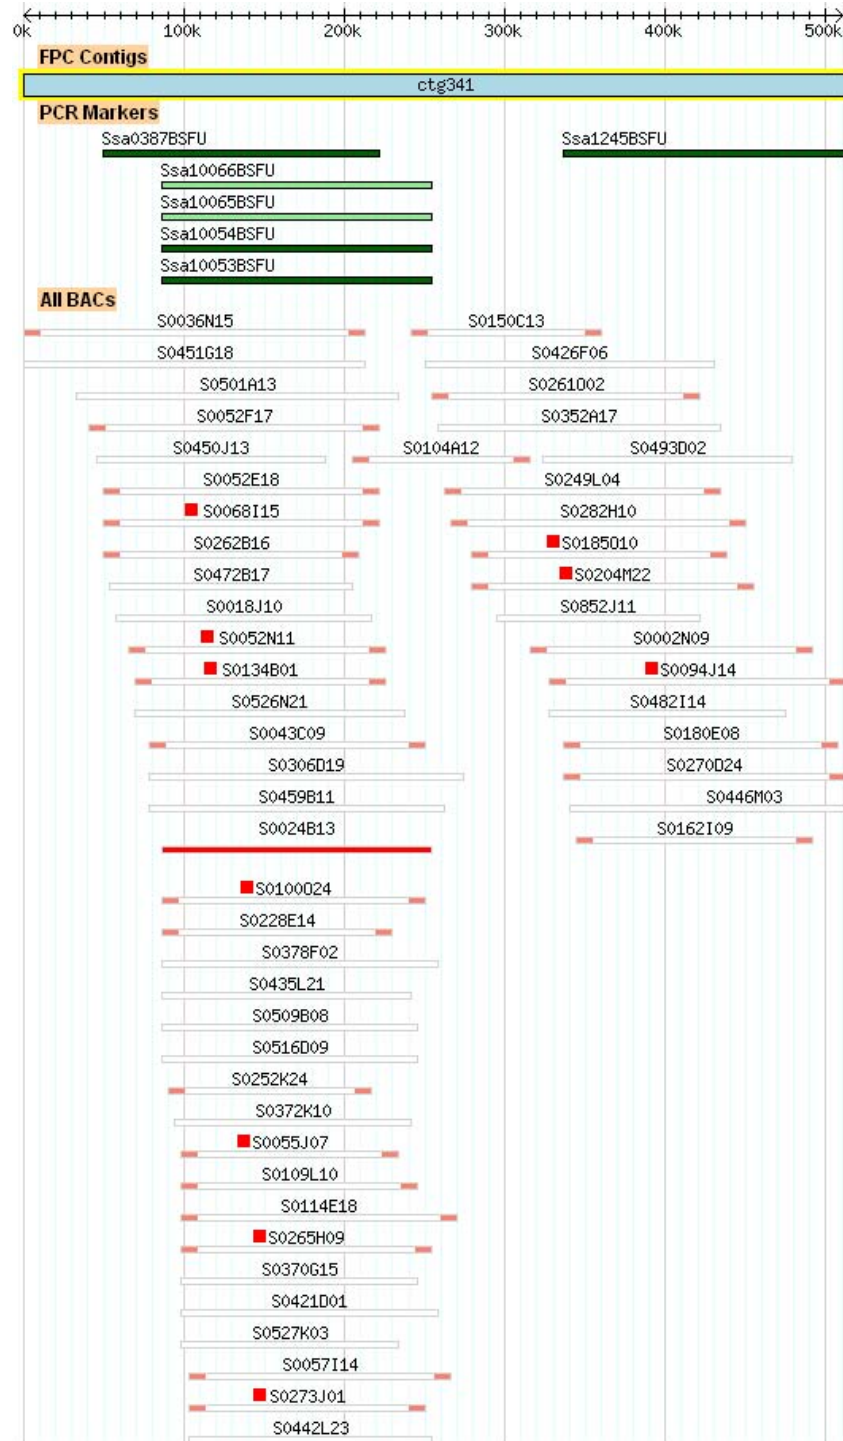 0k 100k 200k 300k 400k 500k
FPC Contigs
ctg341
PCR Markers
Ssa0387BSFU Ssa1245BSFU
Ssa10066BSFU
Ssa10065BSFU
Ssa10054BSFU
Ssa10053BSFU
All BACs
S0036N15 S0150C13
S0451G18 S0426F06
S0501A13 S0261O02
S0052F17 S0352A17
S0450J13 S0104A12 S0493D02
S0052E18 S0249L04
S0068I15 S0282H10
S0262B16 S0185O10
S0472B17 S0204M22
S0018J10 S0852J11
S0052N11 S0002N09
S0134B01 S0094J14
S0526N21 S0482I14
S0043C09 S0180E08
S0306D19 S0270D24
S0459B11 S0446M03
S0024B13 S0162I09
S0100O24
S0228E14
S0378F02
S0435L21
S0509B08
S0516D09
S0252K24
S0372K10
S0055J07
S0109L10
S0114E18
S0265H09
S0370G15
S0421D01
S0527K03
S0057I14
S0273J01
S0442L23